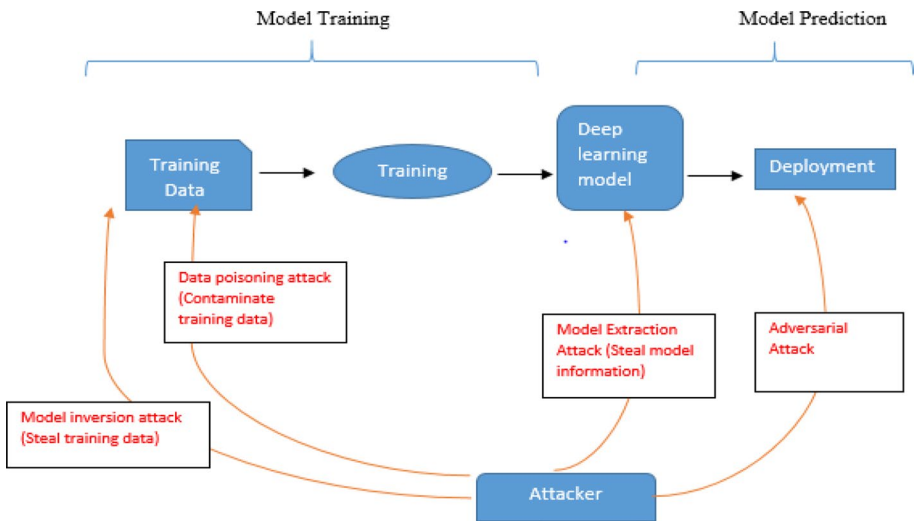 Model Training
Model Prediction
Training
Data
Training
Deep
learning
model
Deployment
Data poisoning attack
(Contaminate
training data)
Model Extraction
Attack (Steal model
information)
Adversarial
Attack
Model inversion attack
(Steal training data)
Attacker